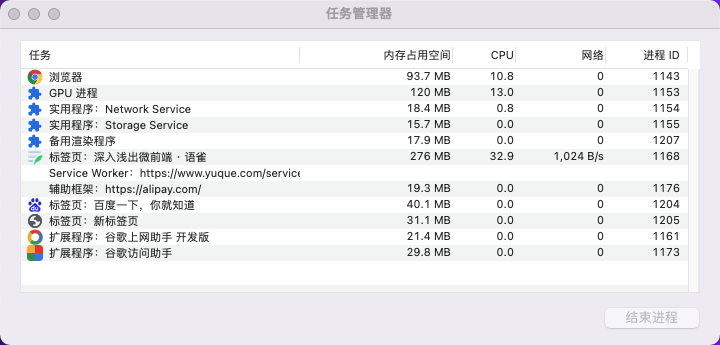 任务管理器
任务 内存占用空间 CPU 网络 进程 ID
浏览器 93.7 MB 10.8 0 1143
GPU 进程 120 MB 13.0 0 1153
实用程序：Network Service 18.4 MB 0.8 0 1154
实用程序：Storage Service 15.7 MB 0.0 0 1155
备用渲染程序 17.9 MB 0.0 0 1207
标签页：深入浅出微前端 · 语雀 276 MB 32.9 1,024 B/s 1168
Service Worker：https://www.yuque.com/service
辅助框架：https://alipay.com/ 19.3 MB 0.0 0 1176
标签页：百度一下，你就知道 40.1 MB 0.0 0 1204
标签页：新标签页 31.1 MB 0.0 0 1205
扩展程序：谷歌上网助手 开发版 21.4 MB 0.0 0 1161
扩展程序：谷歌访问助手 29.8 MB 0.0 0 1173
结束进程